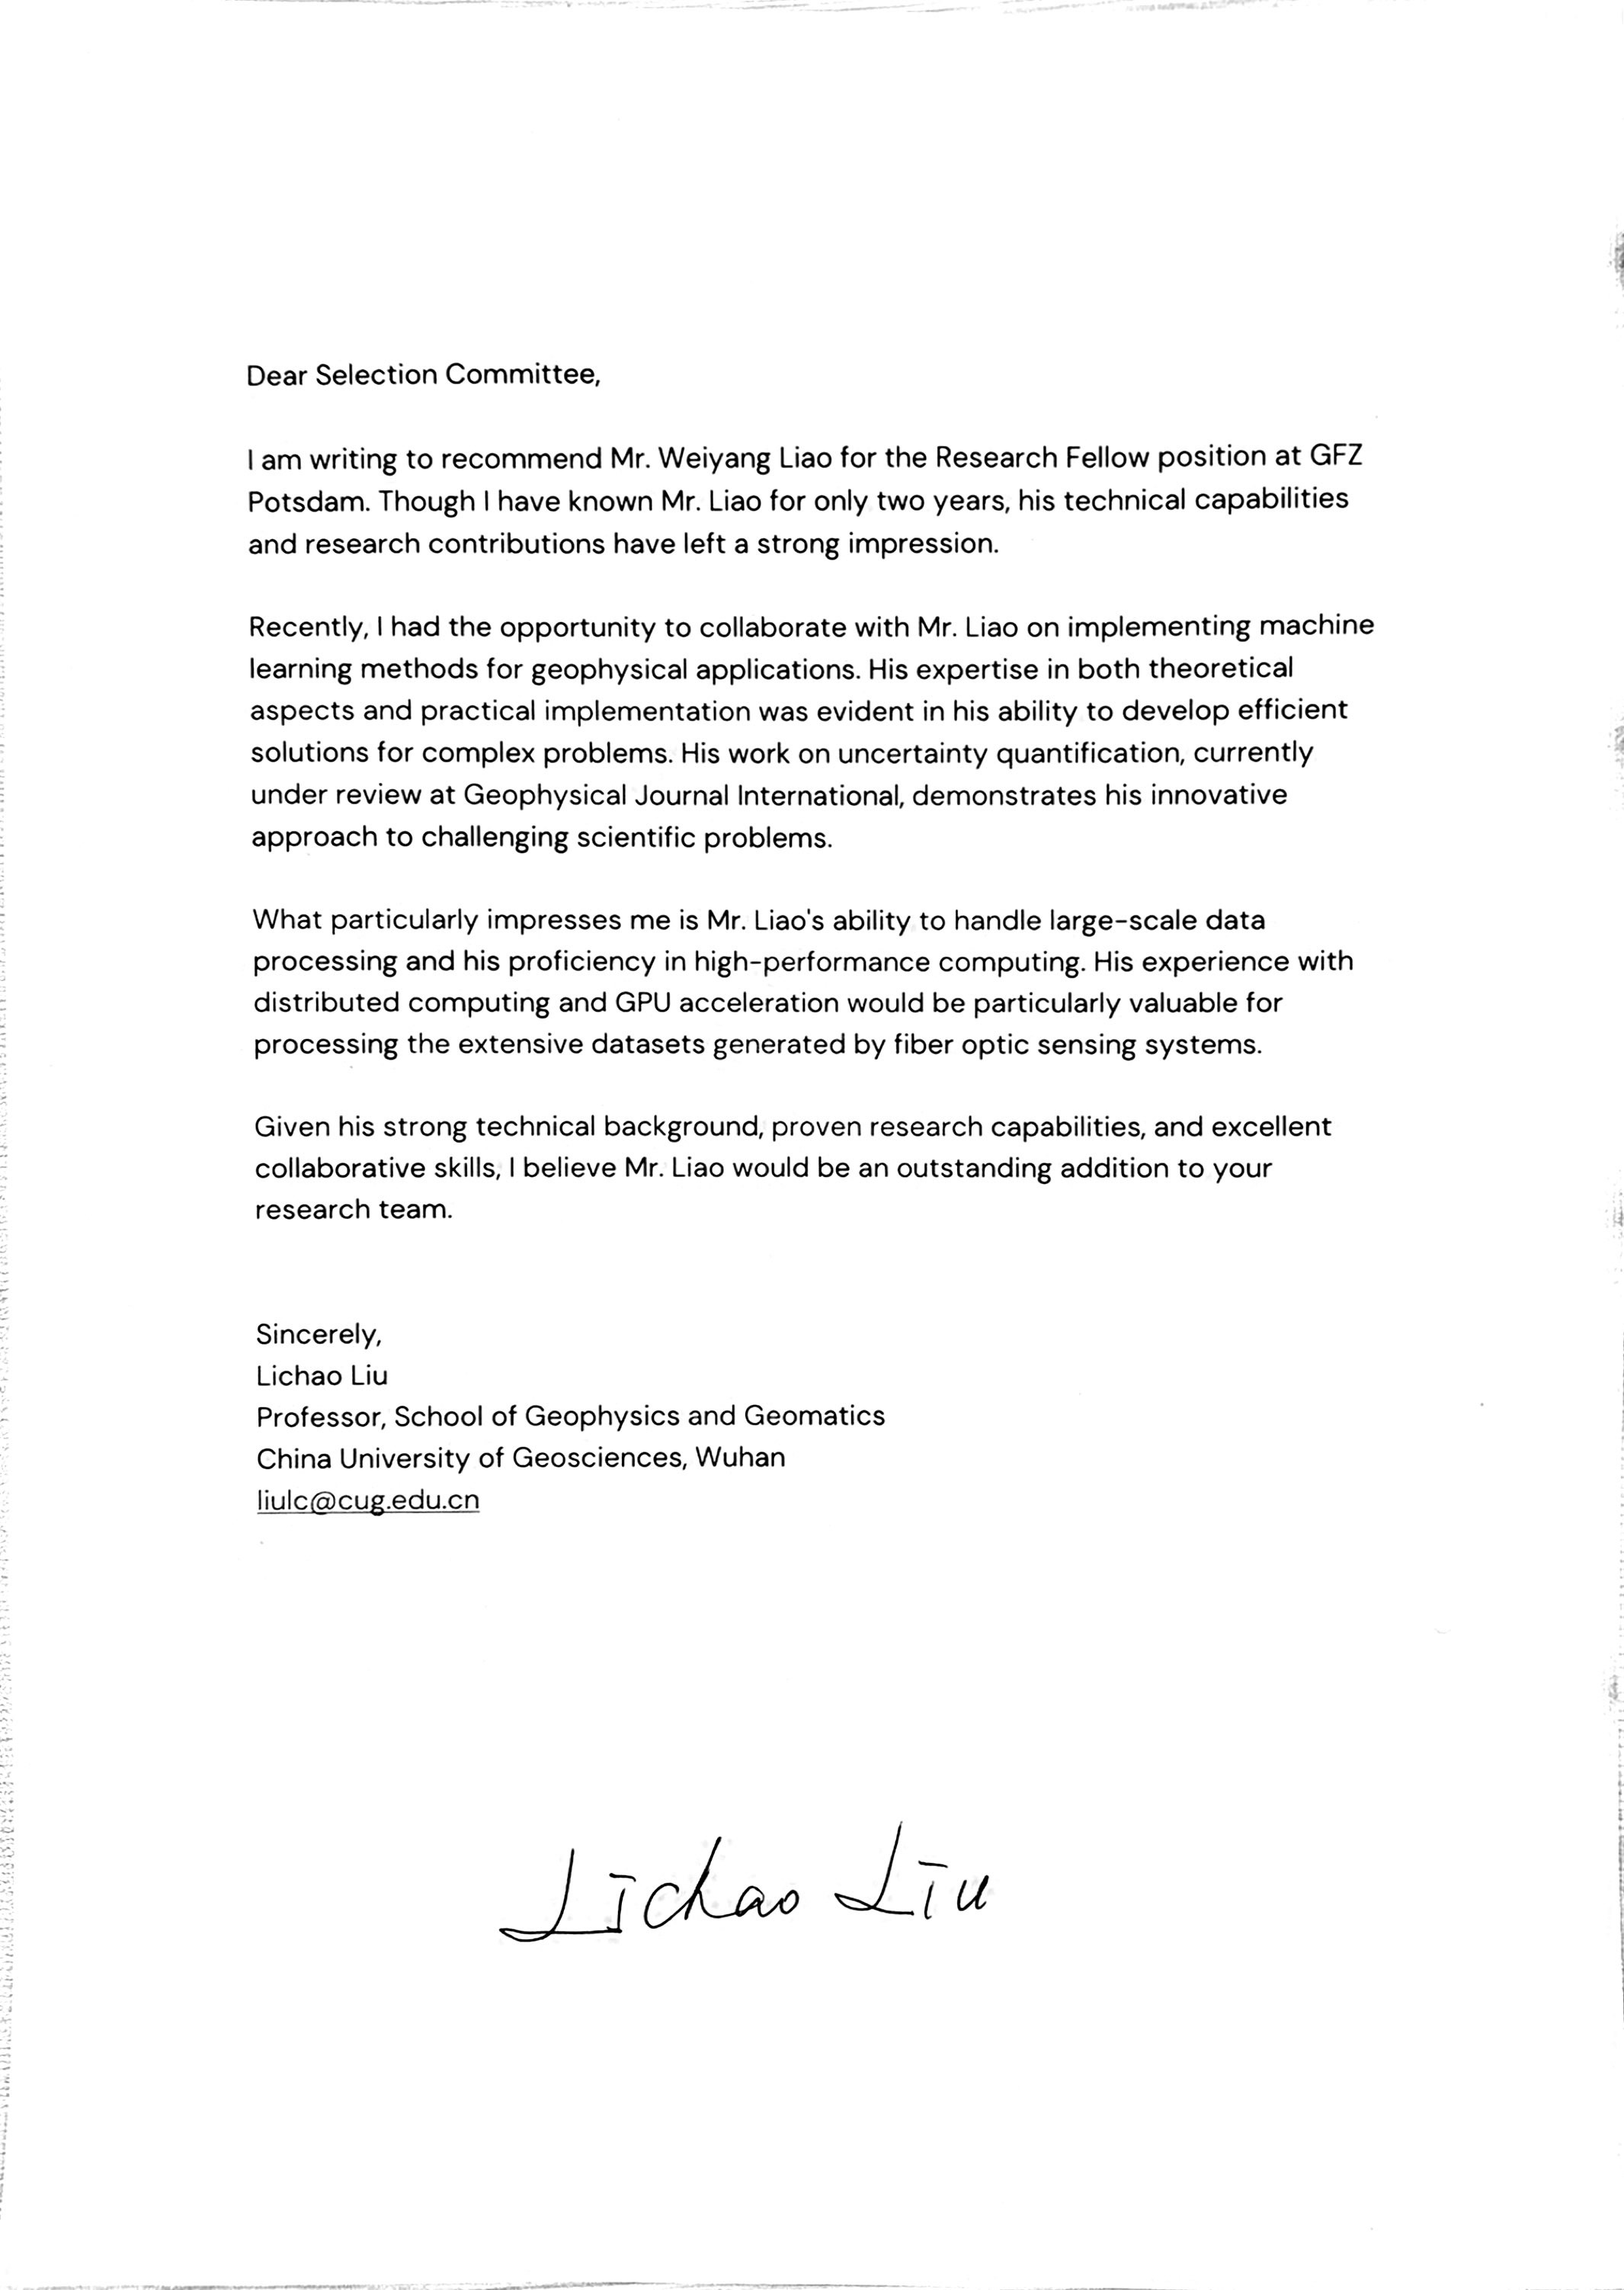 Dear Selection Committee,
I am writing to recommend Mr. Weiyang Liao for the Research Fellow position at GFZ
Potsdam. Though I have known Mr. Liao for only two years, his technical capabilities
and research contributions have left a strong impression.
Recently, I had the opportunity to collaborate with Mr. Liao on implementing machine
learning methods for geophysical applications. His expertise in both theoretical
aspects and practical implementation was evident in his ability to develop efficient
solutions for complex problems. His work on uncertainty quantification, currently
under review at Geophysical Journal International, demonstrates his innovative
approach to challenging scientific problems.
What particularly impresses me is Mr. Liao's ability to handle large-scale data
processing and his proficiency in high-performance computing. His experience with
distributed computing and GPU acceleration would be particularly valuable for
processing the extensive datasets generated by fiber optic sensing systems.
Given his strong technical background, proven research capabilities, and excellent
collaborative skills, I believe Mr. Liao would be an outstanding addition to your
research team.
Sincerely,
Lichao Liu
Professor, School of Geophysics and Geomatics
China University of Geosciences, Wuhan
liulc@cug.edu.cn
Lichao Liu